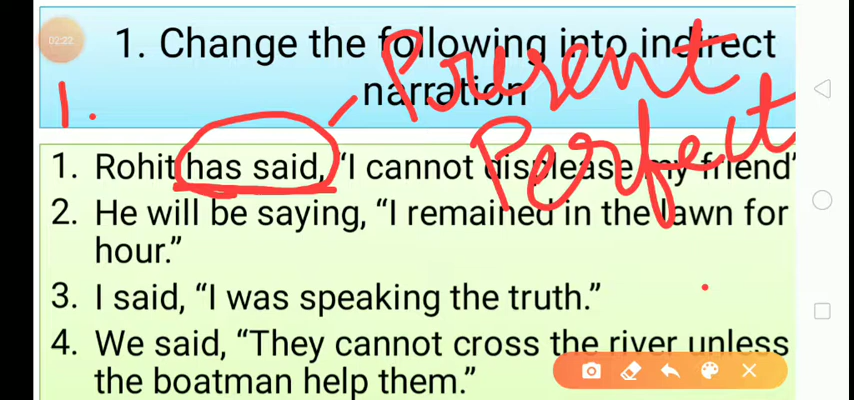 02:22
1. Change the following into indirect
narration
Present
Perfect
1.
1. Rohit has said, 'I cannot displease my friend'
2. He will be saying, “I remained in the lawn for
hour.”
3. I said, “I was speaking the truth.”
4. We said, “They cannot cross the river unless
the boatman help them.”